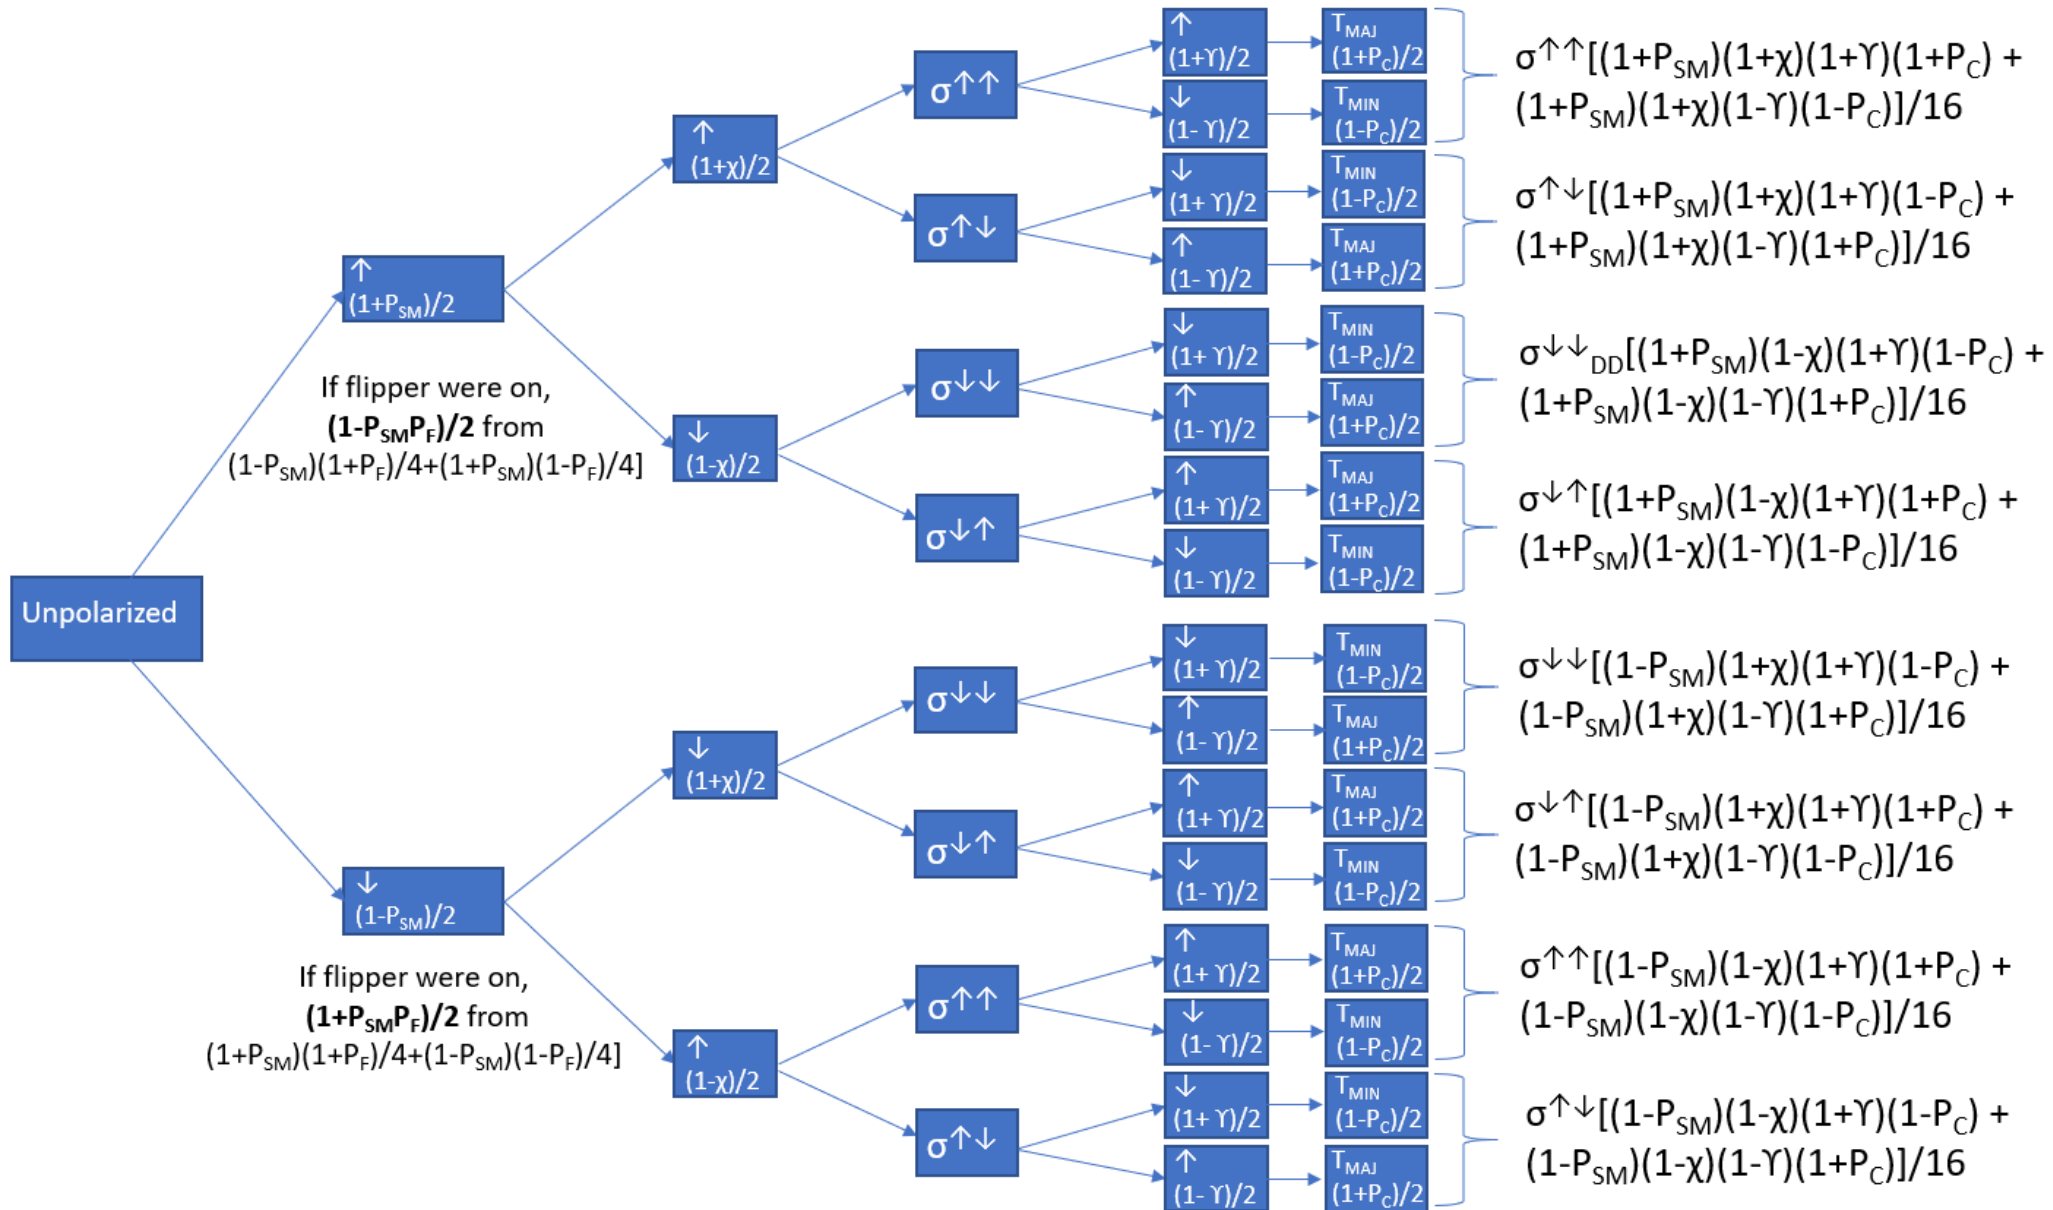 Unpolarized
↑
(1+P_SM)/2
If flipper were on,
(1-P_SMP_F)/2 from
(1-P_SM)(1+P_F)/4+(1+P_SM)(1-P_F)/4]
↓
(1-P_SM)/2
If flipper were on,
(1+P_SMP_F)/2 from
(1+P_SM)(1+P_F)/4+(1-P_SM)(1-P_F)/4]
↑
(1+χ)/2
↓
(1-χ)/2
↓
(1+χ)/2
↑
(1-χ)/2
σ↑↑
σ↑↓
σ↓↓
σ↓↑
σ↓↓
σ↓↑
σ↑↑
σ↑↓
↑
(1+ϒ)/2
↓
(1- ϒ)/2
↓
(1+ ϒ)/2
↑
(1- ϒ)/2
↓
(1+ ϒ)/2
↑
(1- ϒ)/2
↑
(1+ ϒ)/2
↓
(1- ϒ)/2
↓
(1+ ϒ)/2
↑
(1- ϒ)/2
↑
(1+ ϒ)/2
↓
(1- ϒ)/2
↑
(1+ ϒ)/2
↓
(1- ϒ)/2
↓
(1+ ϒ)/2
↑
(1- ϒ)/2
T_MAJ
(1+P_C)/2
T_MIN
(1-P_C)/2
T_MIN
(1-P_C)/2
T_MAJ
(1+P_C)/2
T_MIN
(1-P_C)/2
T_MAJ
(1+P_C)/2
T_MAJ
(1+P_C)/2
T_MIN
(1-P_C)/2
T_MIN
(1-P_C)/2
T_MAJ
(1+P_C)/2
T_MAJ
(1+P_C)/2
T_MIN
(1-P_C)/2
T_MAJ
(1+P_C)/2
T_MIN
(1-P_C)/2
T_MIN
(1-P_C)/2
T_MAJ
(1+P_C)/2
σ↑↑[(1+P_SM)(1+χ)(1+ϒ)(1+P_C) +
(1+P_SM)(1+χ)(1-ϒ)(1-P_C)]/16
σ↑↓[(1+P_SM)(1+χ)(1+ϒ)(1-P_C) +
(1+P_SM)(1+χ)(1-ϒ)(1+P_C)]/16
σ↓↓_DD[(1+P_SM)(1-χ)(1+ϒ)(1-P_C) +
(1+P_SM)(1-χ)(1-ϒ)(1+P_C)]/16
σ↓↑[(1+P_SM)(1-χ)(1+ϒ)(1+P_C) +
(1+P_SM)(1-χ)(1-ϒ)(1-P_C)]/16
σ↓↓[(1-P_SM)(1+χ)(1+ϒ)(1-P_C) +
(1-P_SM)(1+χ)(1-ϒ)(1+P_C)]/16
σ↓↑[(1-P_SM)(1+χ)(1+ϒ)(1+P_C) +
(1-P_SM)(1+χ)(1-ϒ)(1-P_C)]/16
σ↑↑[(1-P_SM)(1-χ)(1+ϒ)(1+P_C) +
(1-P_SM)(1-χ)(1-ϒ)(1-P_C)]/16
σ↑↓[(1-P_SM)(1-χ)(1+ϒ)(1-P_C) +
(1-P_SM)(1-χ)(1-ϒ)(1+P_C)]/16